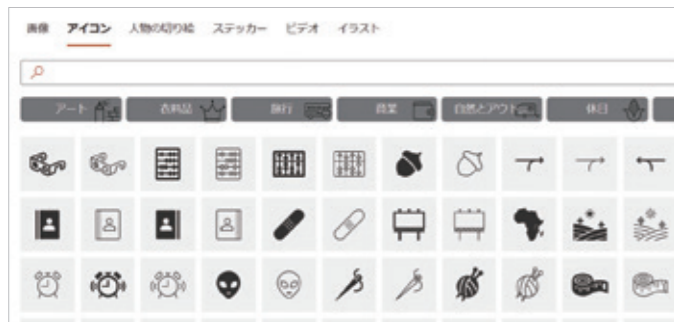 画像 アイコン 人物の切り絵 ステッカー ビデオ イラスト
アート 衣料品 旅行 商業 自然とアウト 休日